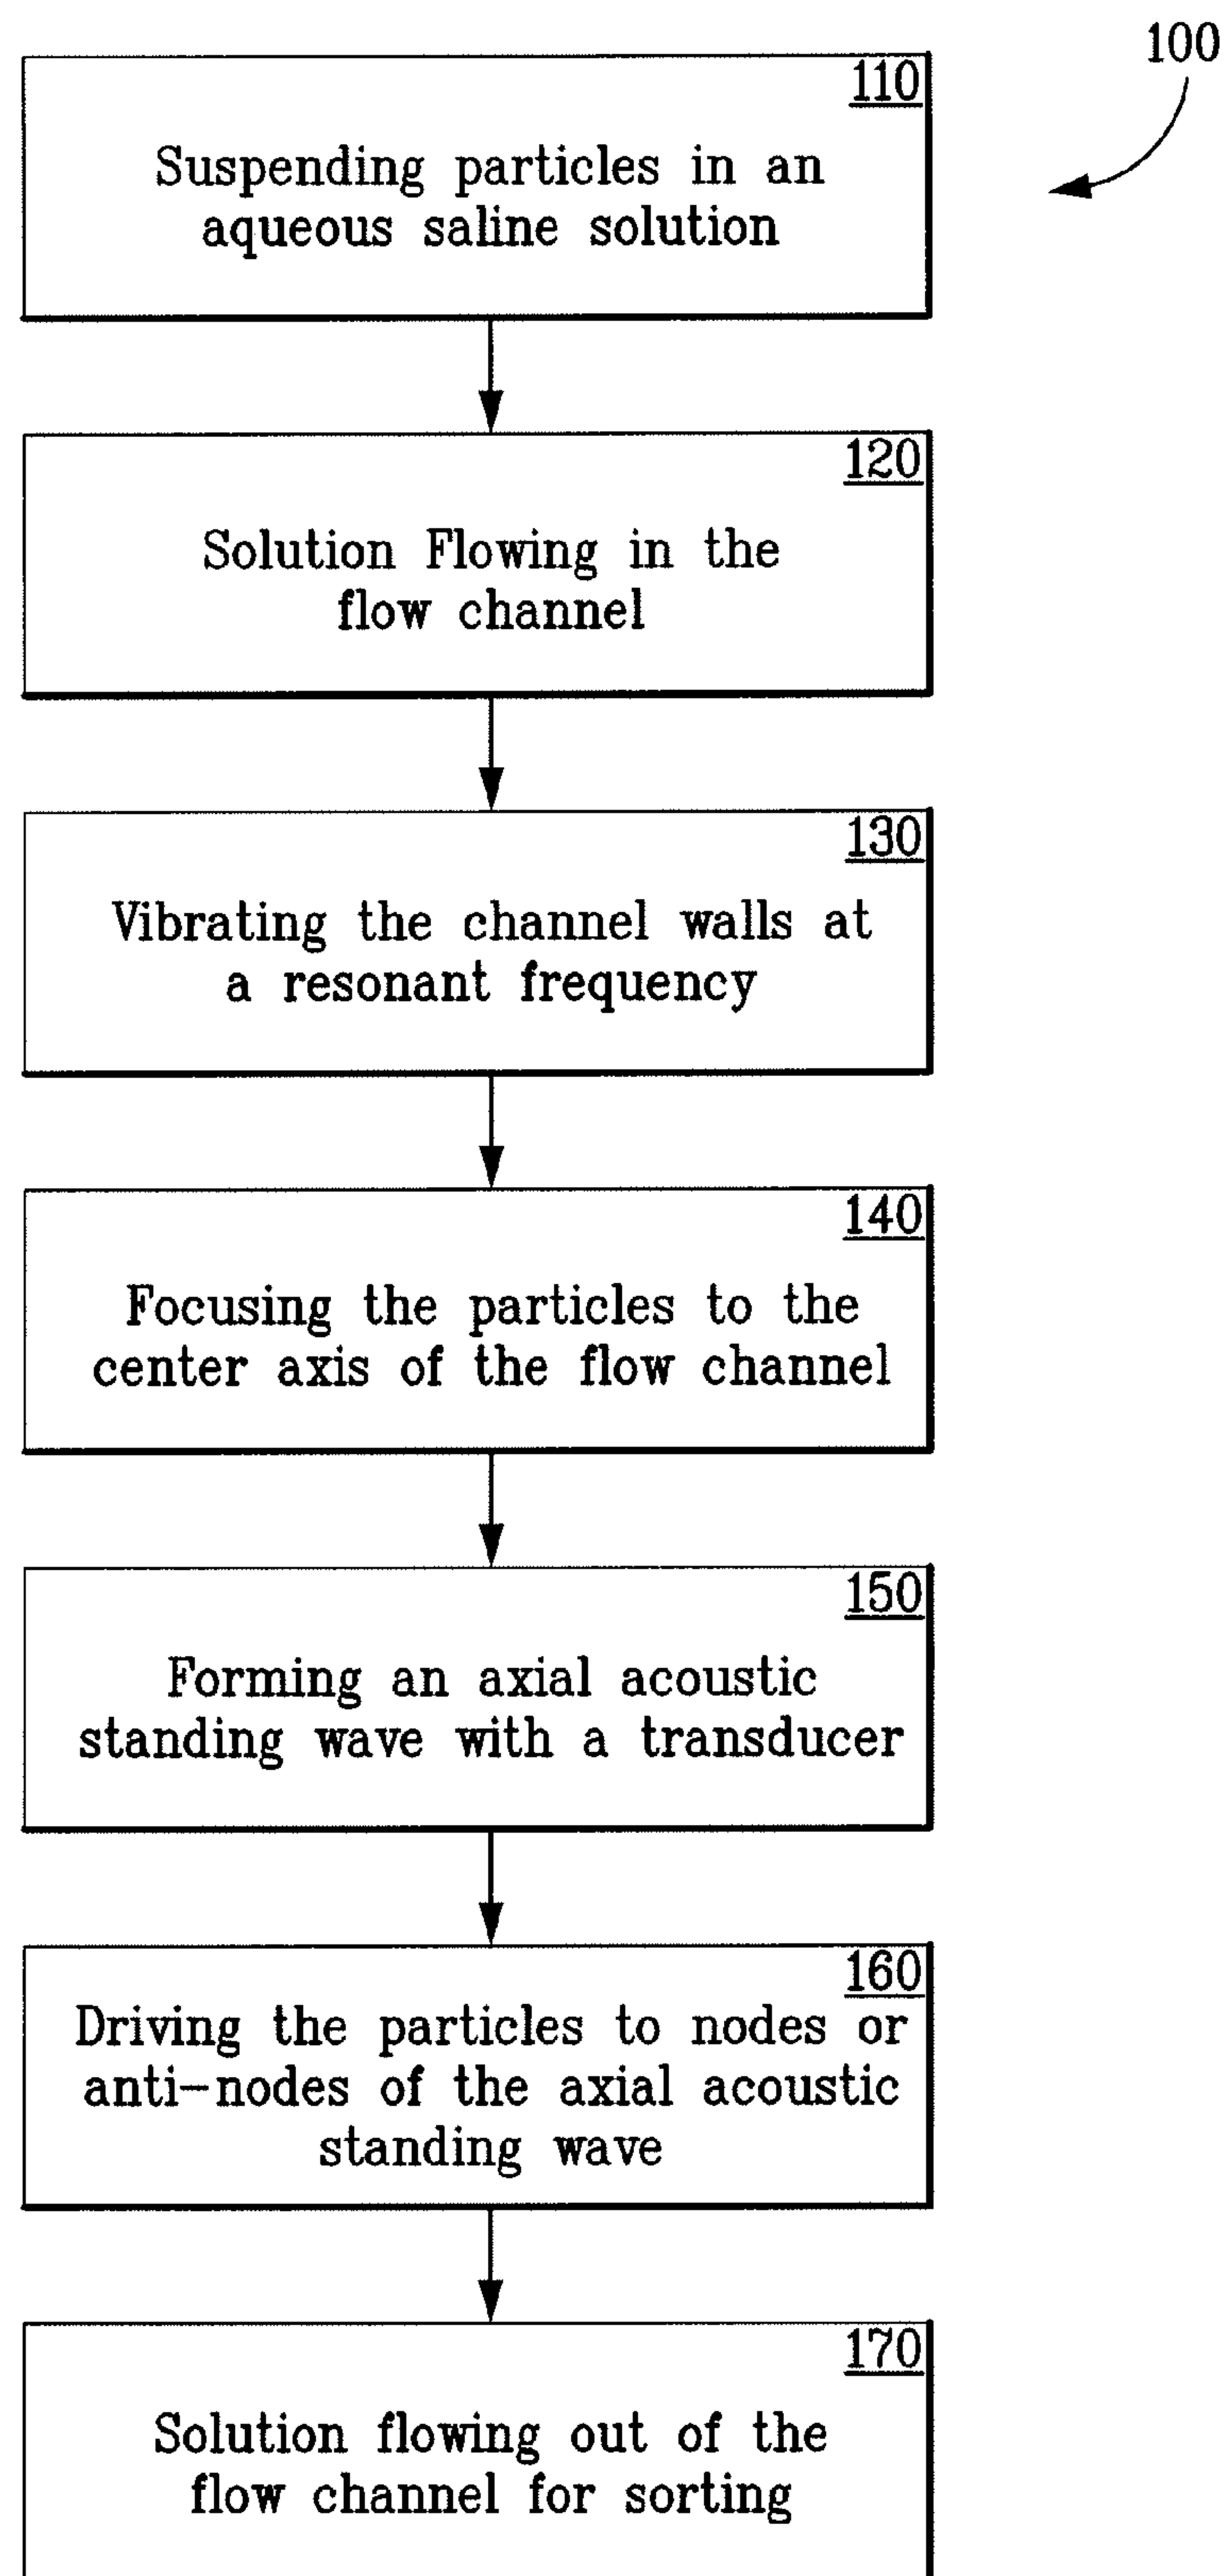 100
110
Suspending particles in an
aqueous saline solution
120
Solution Flowing in the
flow channel
130
Vibrating the channel walls at
a resonant frequency
140
Focusing the particles to the
center axis of the flow channel
150
Forming an axial acoustic
standing wave with a transducer
160
Driving the particles to nodes or
anti-nodes of the axial acoustic
standing wave
170
Solution flowing out of the
flow channel for sorting